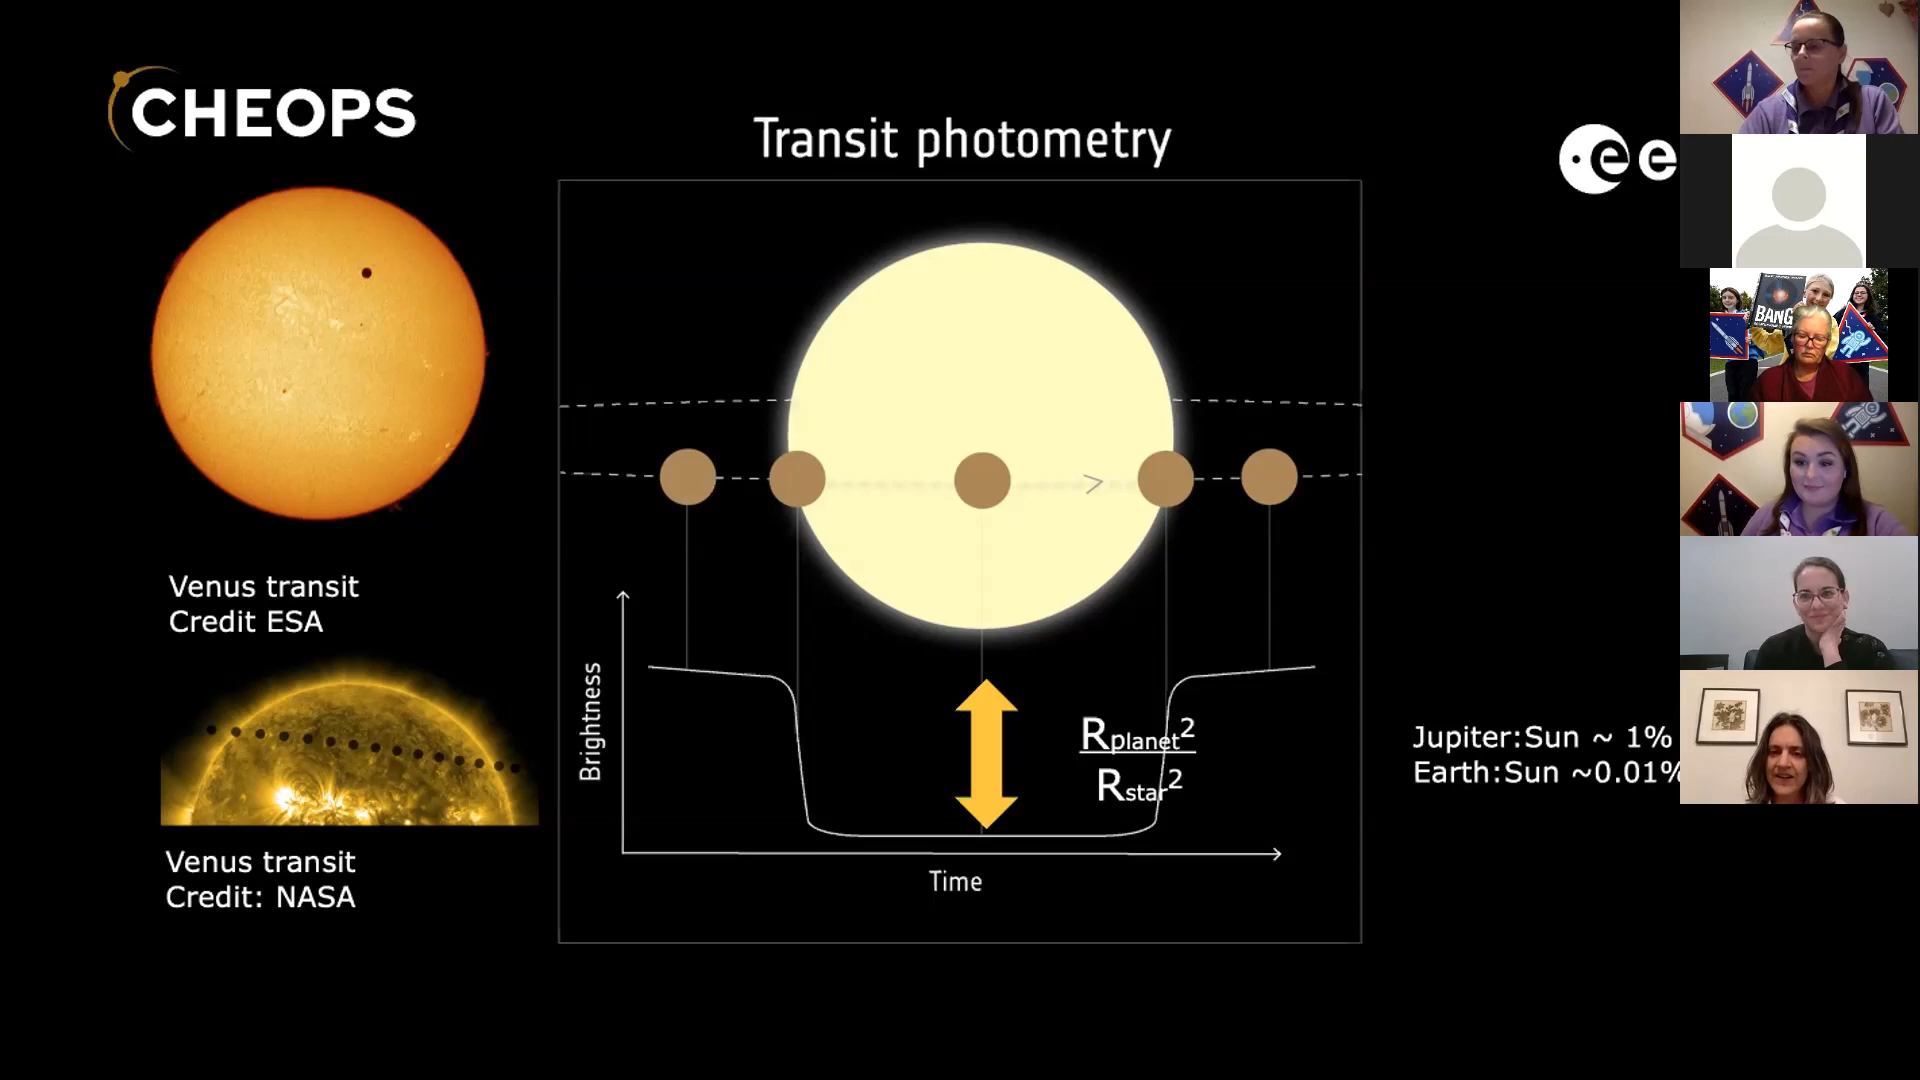 CHEOPS
Transit photometry
e
Venus transit
Credit ESA
Brightness
Rplanet²
Rstar²
Jupiter:Sun ~ 1%
Earth:Sun ~0.01%
Time
Venus transit
Credit: NASA
BANG